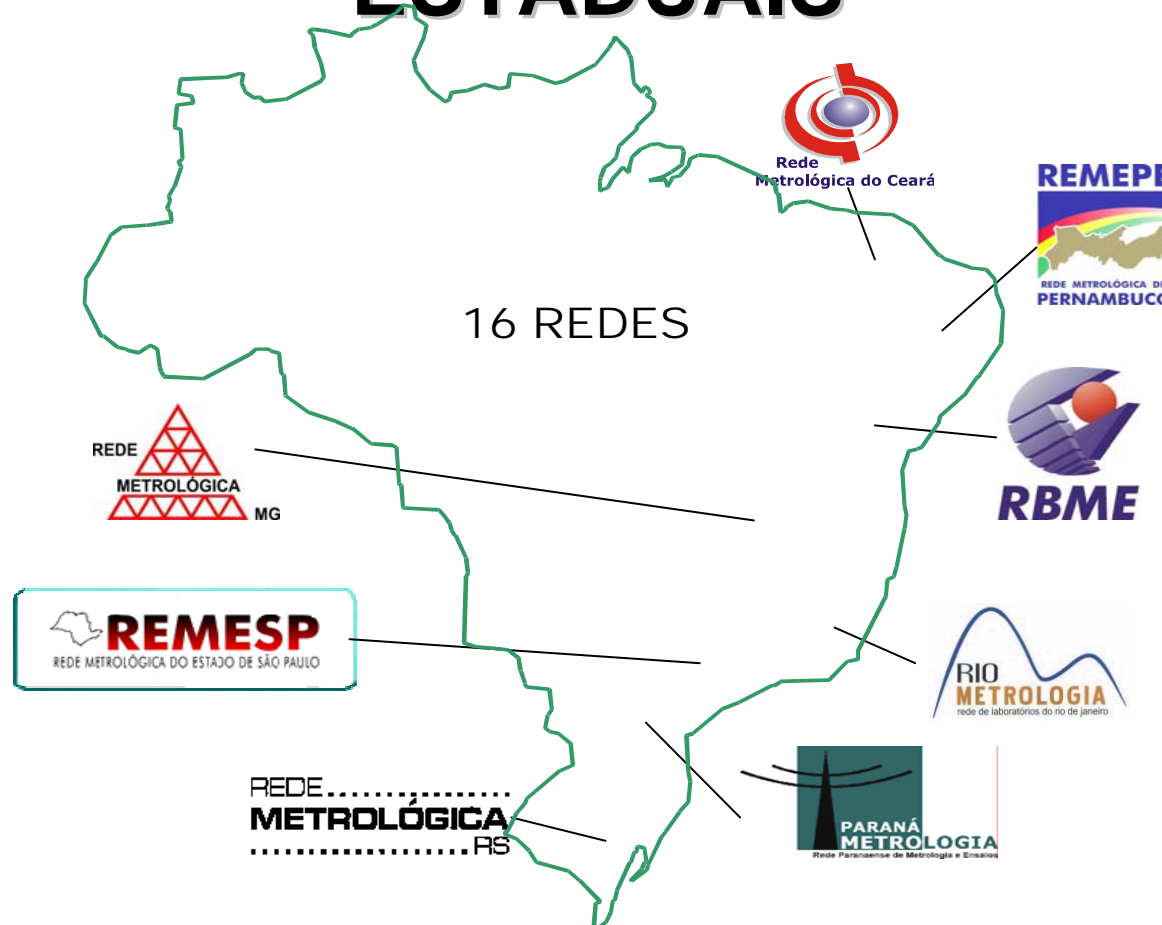 ESTADUAIS
Rede
Metrológica do Ceará
REMEPE
REDE METROLÓGICA DE
PERNAMBUCO
16 REDES
REDE
METROLÓGICA
MG
RBME
REMESP
REDE METROLÓGICA DO ESTADO DE SÃO PAULO
RIO
METROLOGIA
rede de laboratórios do rio de janeiro
REDE
METROLÓGICA
RS
PARANÁ
METROLOGIA
Rede Paranaense de Metrologia e Ensaios